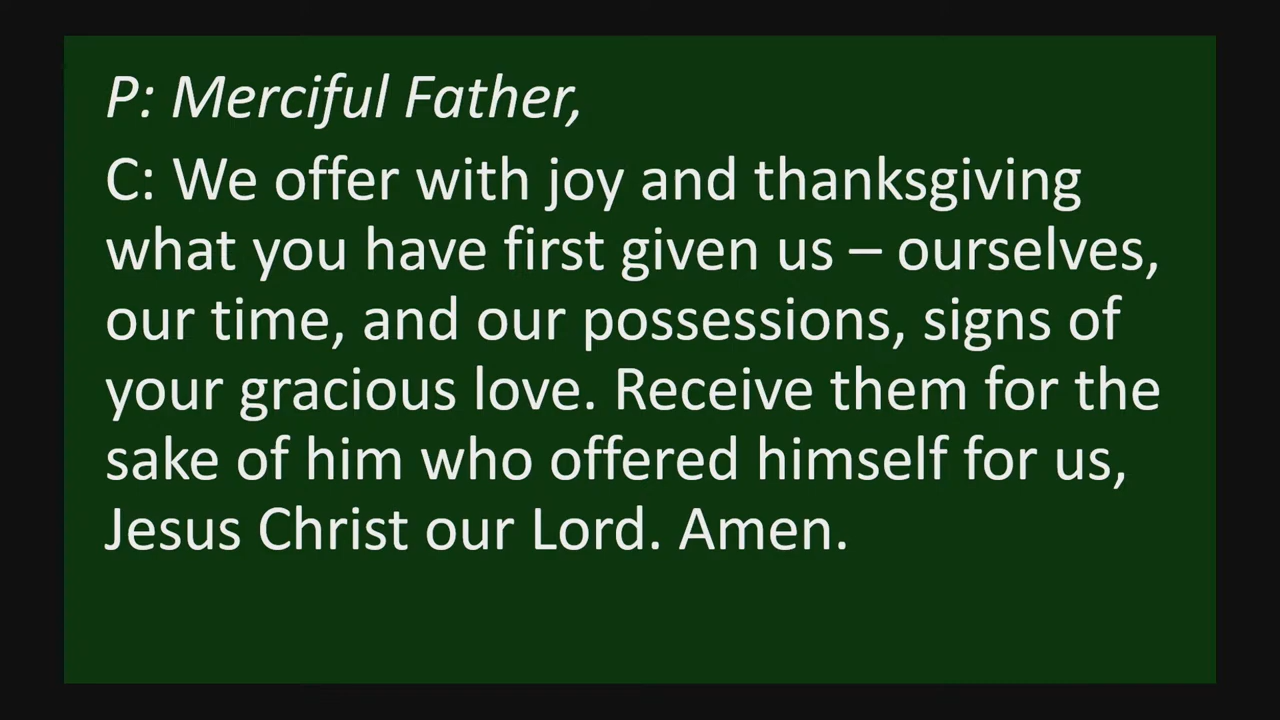 P: Merciful Father,
C: We offer with joy and thanksgiving
what you have first given us – ourselves,
our time, and our possessions, signs of
your gracious love. Receive them for the
sake of him who offered himself for us,
Jesus Christ our Lord. Amen.